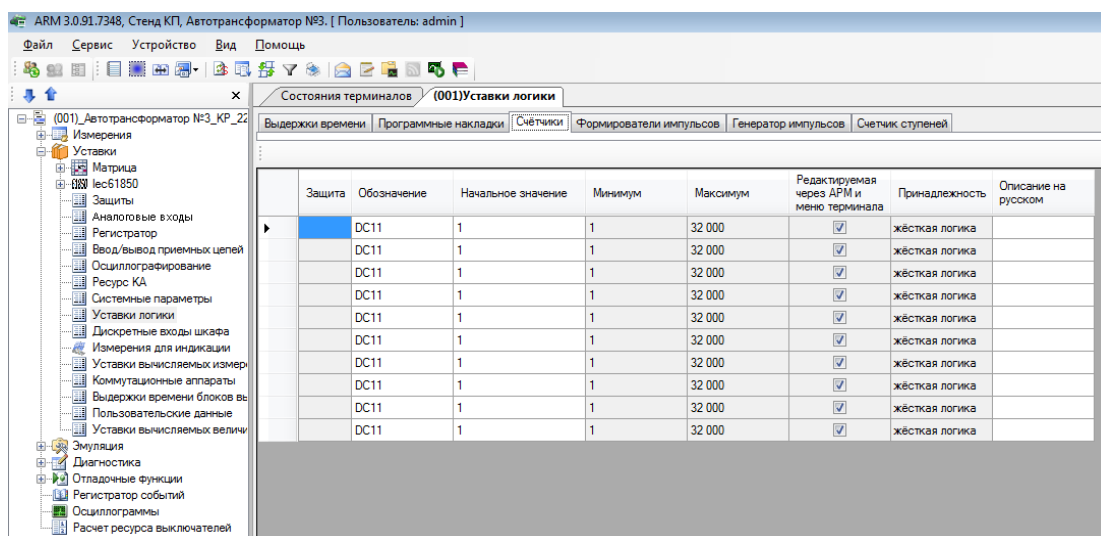 ARM 3.0.91.7348, Стенд КП, Автотрансформатор №3. [ Пользователь: admin ]
Файл Сервис Устройство Вид Помощь
Состояния терминалов (001)Уставки логики
(001)_Автотрансформатор №3_КР_22
Измерения
Уставки
Матрица
Iec61850
Защиты
Аналоговые входы
Регистратор
Ввод/вывод приемных цепей
Осциллографирование
Ресурс КА
Системные параметры
Уставки логики
Дискретные входы шкафа
Измерения для индикации
Уставки вычисляемых измер
Коммутационные аппараты
Выдержки времени блоков вы
Пользовательские данные
Уставки вычисляемых величи
Эмуляция
Диагностика
Отладочные функции
Регистратор событий
Осциллограммы
Расчет ресурса выключателей
Выдержки времени Программные накладки Счётчики Формирователи импульсов Генератор импульсов Счетчик ступеней
Защита Обозначение Начальное значение Минимум Максимум Редактируемая через АРМ и меню терминала Принадлежность Описание на русском
DC11 1 1 32 000 жёсткая логика
DC11 1 1 32 000 жёсткая логика
DC11 1 1 32 000 жёсткая логика
DC11 1 1 32 000 жёсткая логика
DC11 1 1 32 000 жёсткая логика
DC11 1 1 32 000 жёсткая логика
DC11 1 1 32 000 жёсткая логика
DC11 1 1 32 000 жёсткая логика
DC11 1 1 32 000 жёсткая логика
DC11 1 1 32 000 жёсткая логика